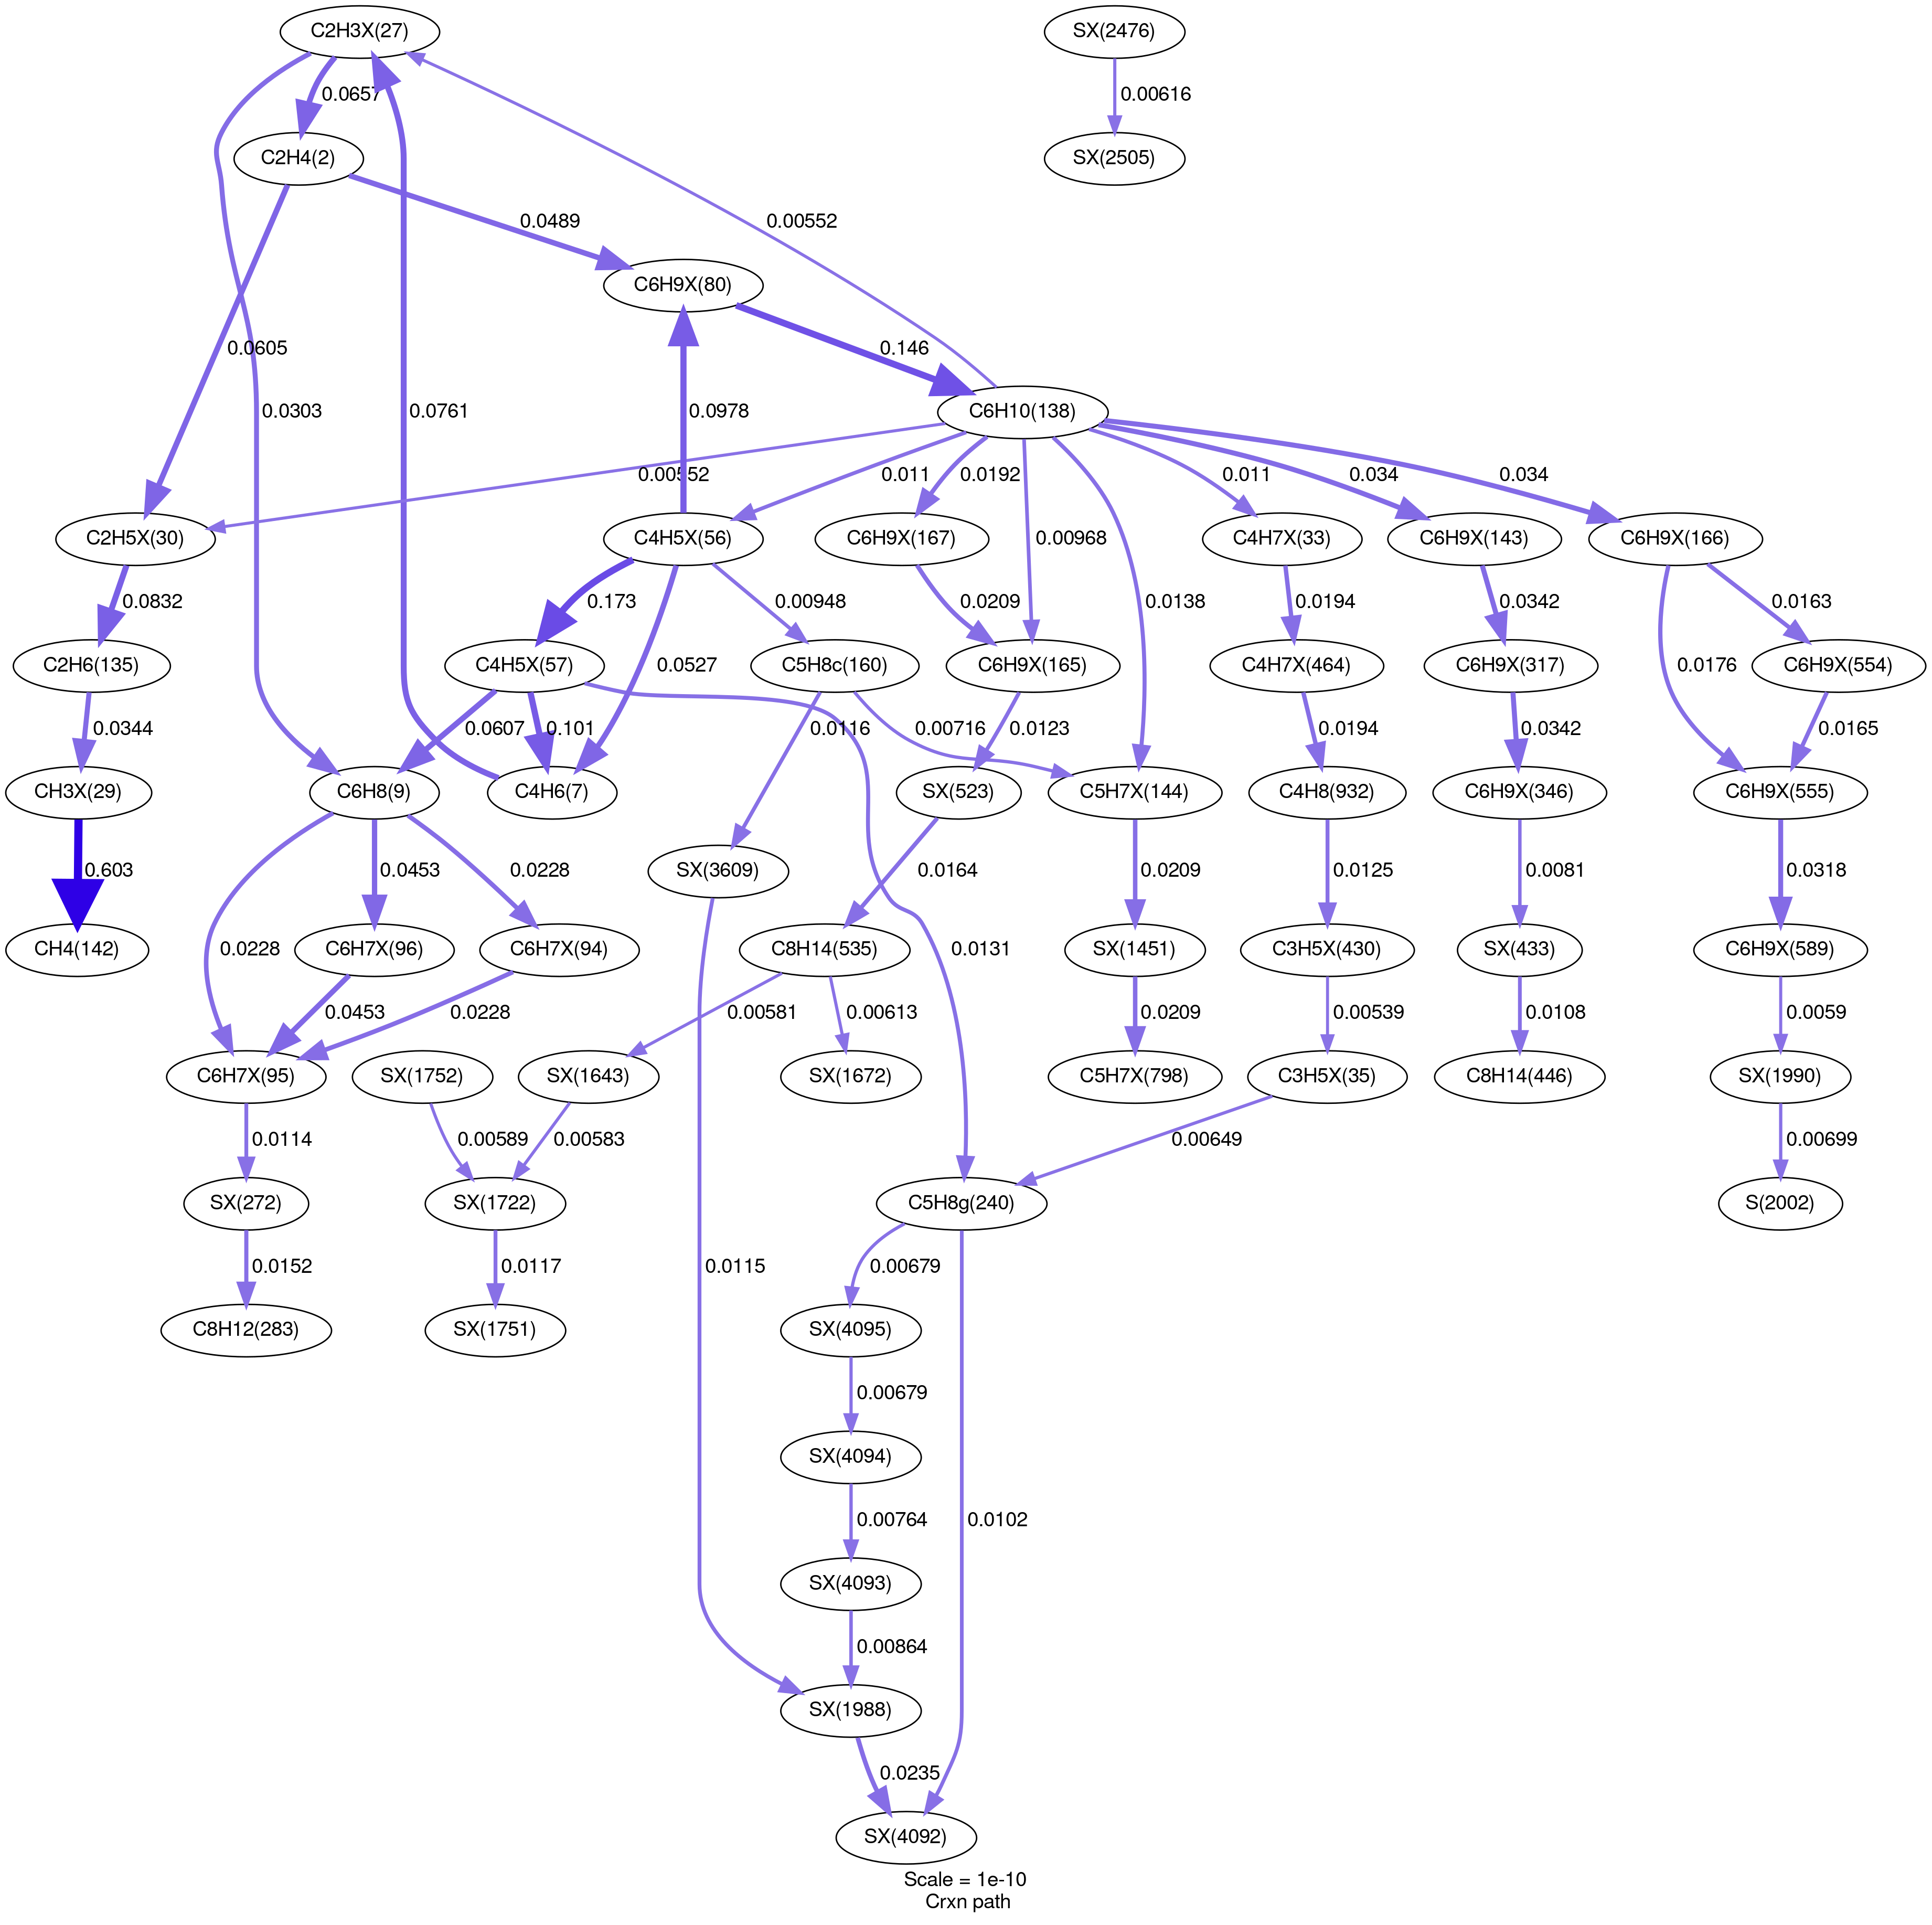 C2H3X(27)
SX(2476)
0.0657
0.00616
C2H4(2)
SX(2505)
0.0489
0.00552
C6H9X(80)
0.0605
0.146
C6H10(138)
0.0303
0.0761
0.0978
0.00552
0.011
0.0192
0.011
0.034
0.034
C2H5X(30)
C4H5X(56)
C6H9X(167)
0.00968
C4H7X(33)
C6H9X(143)
C6H9X(166)
0.0832
0.173
0.00948
0.0209
0.0138
0.0194
0.0342
0.0163
C2H6(135)
C4H5X(57)
0.0527
C5H8c(160)
C6H9X(165)
C4H7X(464)
C6H9X(317)
0.0176
C6H9X(554)
0.0344
0.0607
0.101
0.0116
0.00716
0.0123
0.0194
0.0342
0.0165
CH3X(29)
C6H8(9)
C4H6(7)
SX(523)
C5H7X(144)
C4H8(932)
C6H9X(346)
C6H9X(555)
0.603
0.0453
0.0228
SX(3609)
0.0164
0.0209
0.0125
0.0081
0.0318
CH4(142)
0.0228
C6H7X(96)
C6H7X(94)
C8H14(535)
0.0131
SX(1451)
C3H5X(430)
SX(433)
C6H9X(589)
0.0453
0.0228
0.00581
0.00613
0.0209
0.00539
0.0108
0.0059
C6H7X(95)
SX(1752)
SX(1643)
SX(1672)
C5H7X(798)
C3H5X(35)
C8H14(446)
SX(1990)
0.0114
0.00589
0.00583
0.00649
0.00699
SX(272)
SX(1722)
C5H8g(240)
S(2002)
0.0152
0.0117
0.0115
0.00679
C8H12(283)
SX(1751)
SX(4095)
0.00679
SX(4094)
0.00764
0.0102
SX(4093)
0.00864
SX(1988)
0.0235
SX(4092)
Scale = 1e-10
Crxn path